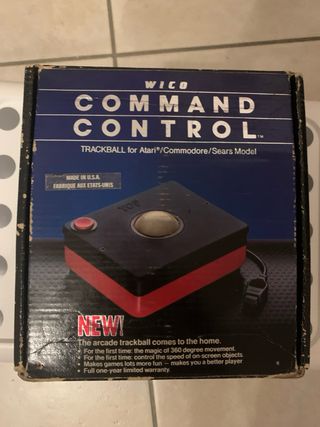 WICO
COMMAND
CONTROL™
TRACKBALL for Atari®/Commodore/Sears Model
MADE IN U.S.A.
FABRIQUE AUX ETATS-UNIS
TOP
NEW!
The arcade trackball comes to the home.
• For the first time: the magic of 360 degree movement.
• For the first time: control the speed of on-screen objects
• Makes games lots more fun — makes you a better player
• Full one-year limited warranty.